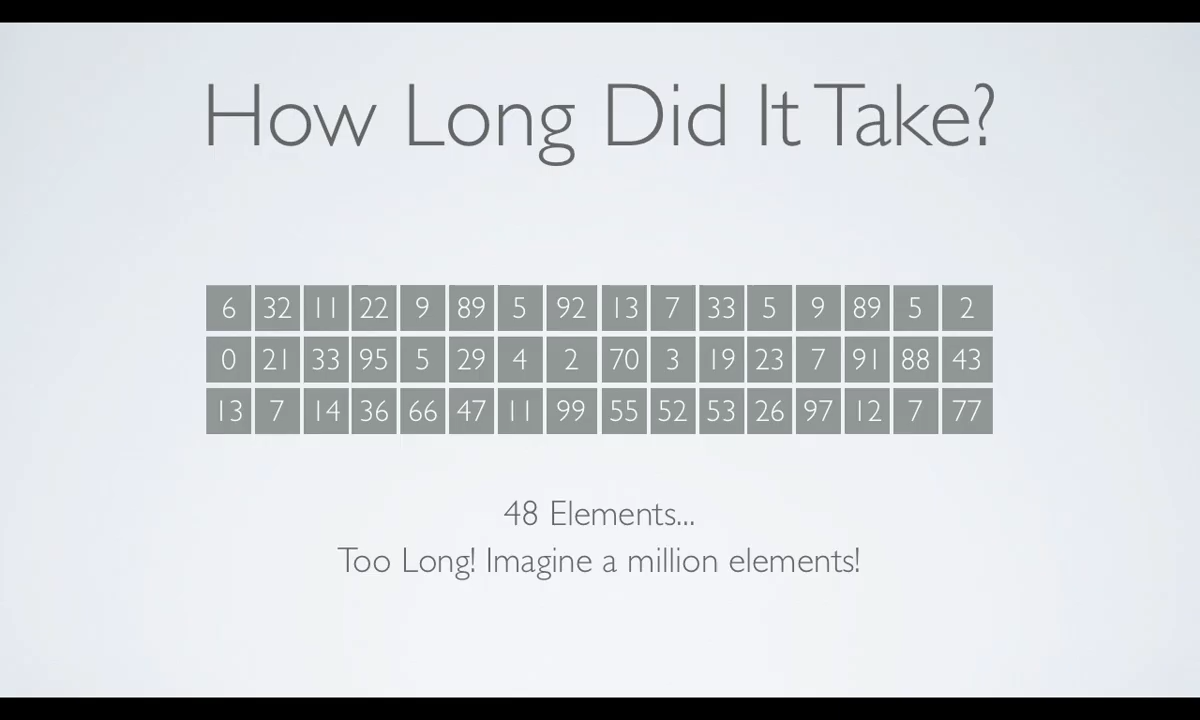 How Long Did It Take?
6 32 11 22 9 89 5 92 13 7 33 5 9 89 5 2
0 21 33 95 5 29 4 2 70 3 19 23 7 91 88 43
13 7 14 36 66 47 11 99 55 52 53 26 97 12 7 77
48 Elements...
Too Long! Imagine a million elements!